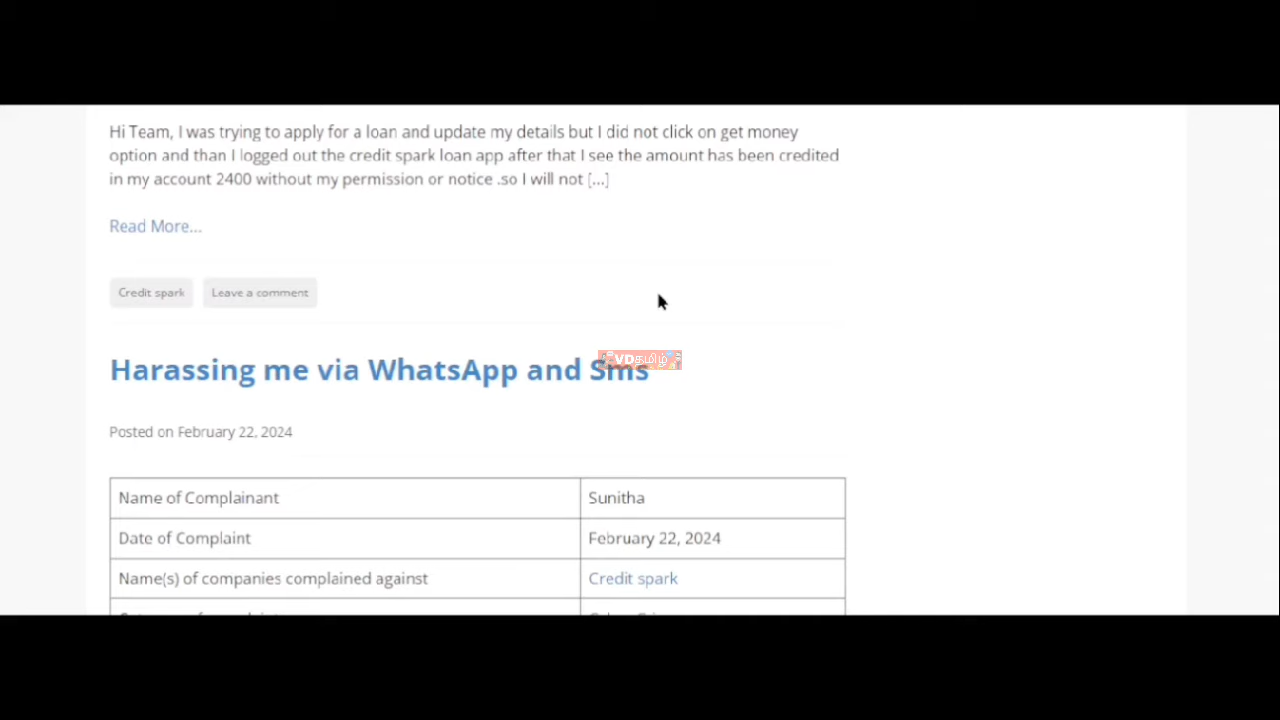 Hi Team, I was trying to apply for a loan and update my details but I did not click on get money
option and than I logged out the credit spark loan app after that I see the amount has been credited
in my account 2400 without my permission or notice .so I will not [...]
Read More...
Credit spark
Leave a comment
Harassing me via WhatsApp and Sms
VDதமிழ்
Posted on February 22, 2024
Name of Complainant
Sunitha
Date of Complaint
February 22, 2024
Name(s) of companies complained against
Credit spark